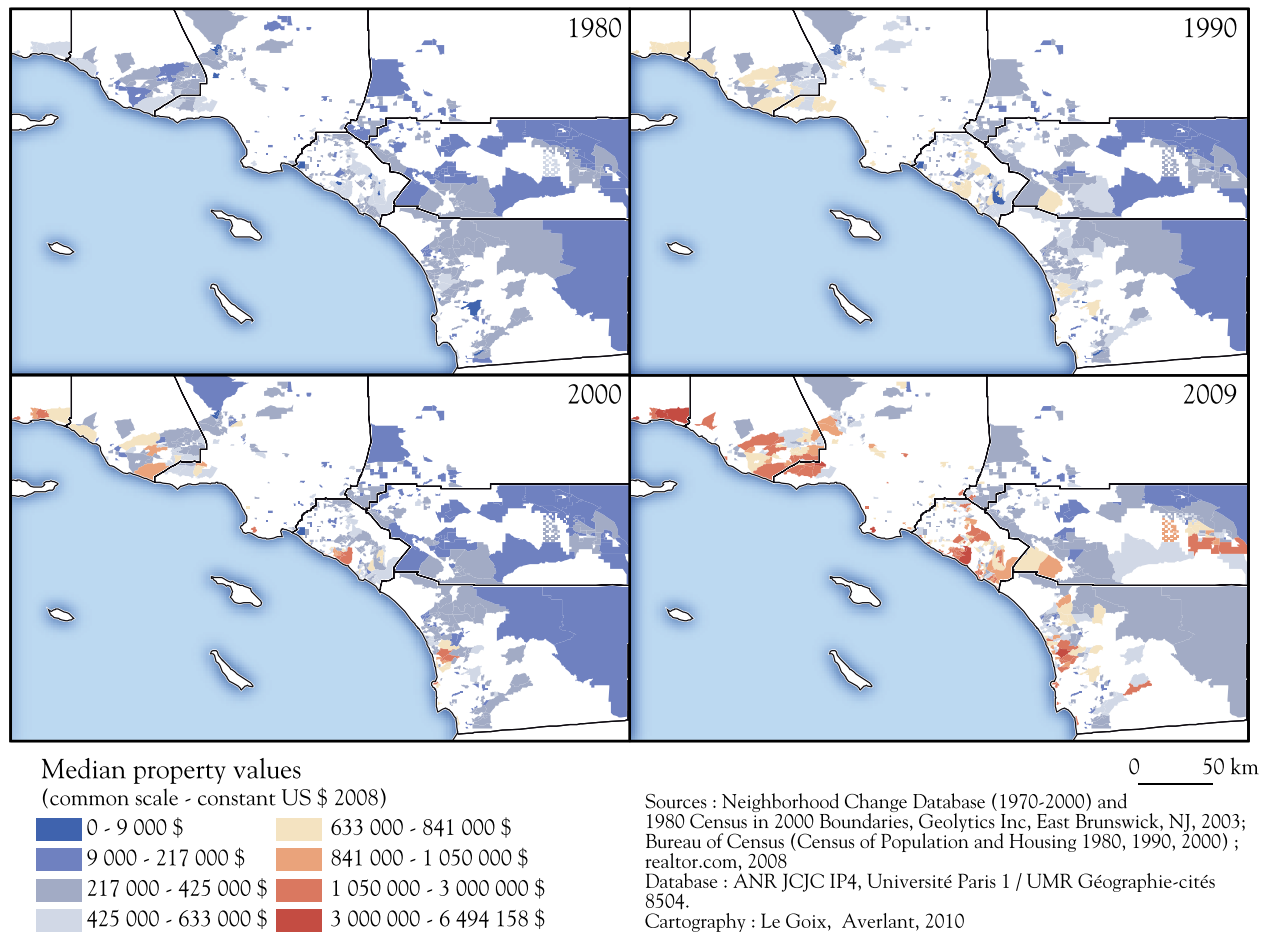 1980
1990
2000
2009
Median property values
(common scale - constant US $ 2008)
0 - 9 000 $
9 000 - 217 000 $
217 000 - 425 000 $
425 000 - 633 000 $
633 000 - 841 000 $
841 000 - 1 050 000 $
1 050 000 - 3 000 000 $
3 000 000 - 6 494 158 $
0 50 km
Sources : Neighborhood Change Database (1970-2000) and
1980 Census in 2000 Boundaries, Geolytics Inc, East Brunswick, NJ, 2003;
Bureau of Census (Census of Population and Housing 1980, 1990, 2000) ;
realtor.com, 2008
Database : ANR JCJC IP4, Université Paris 1 / UMR Géographie-cités
8504.
Cartography : Le Goix, Averlant, 2010